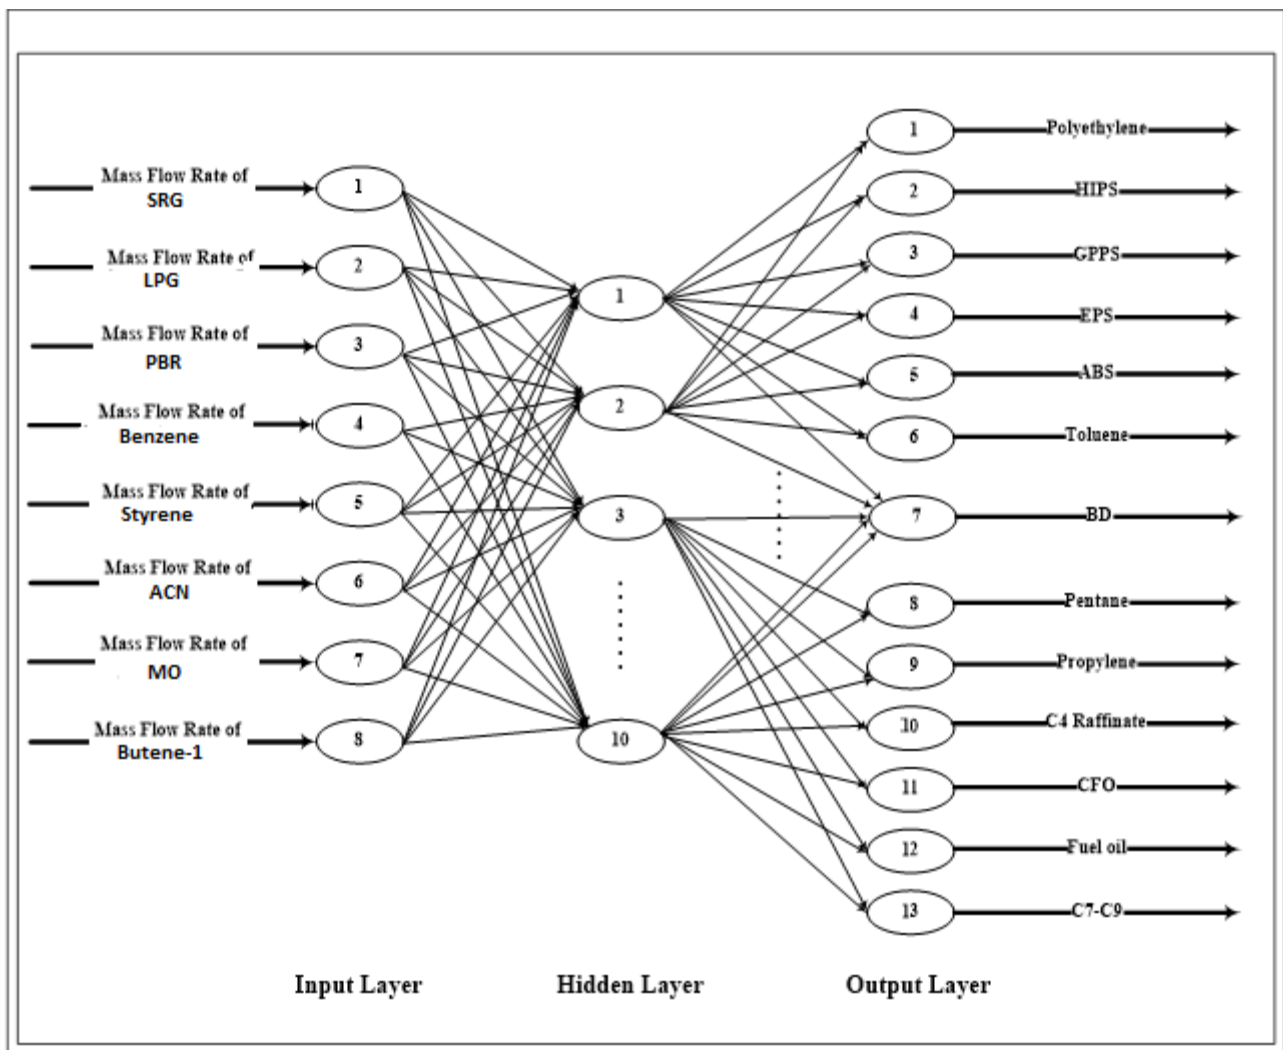 Mass Flow Rate of
SRG
1
Mass Flow Rate of
LPG
2
Mass Flow Rate of
PBR
3
Mass Flow Rate of
Benzene
4
Mass Flow Rate of
Styrene
5
Mass Flow Rate of
ACN
6
Mass Flow Rate of
MO
7
Mass Flow Rate of
Butene-1
8
1
2
3
10
1
Polyethylene
2
HIPS
3
GPPS
4
EPS
5
ABS
6
Toluene
7
BD
8
Pentane
9
Propylene
10
C4 Raffinate
11
CFO
12
Fuel oil
13
C7-C9
Input Layer
Hidden Layer
Output Layer